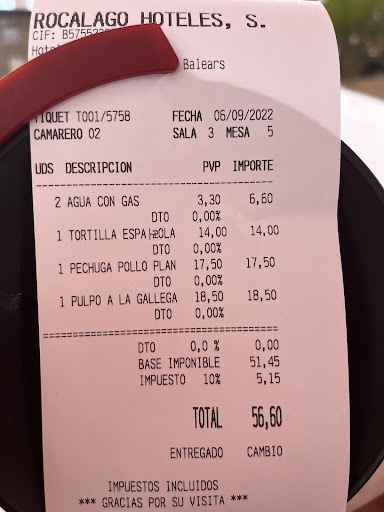 ROCALAGO HOTELES, S.
CIF:
Balears
TIQUET T001/5758 FECHA 06/09/2022
CAMARERO 02 SALA 3 MESA 5
UDS DESCRIPCION PVP IMPORTE
2 AGUA CON GAS 3,30 6,60
DTO 0,00%
1 TORTILLA ESPA├æOLA 14,00 14,00
DTO 0,00%
1 PECHUGA POLLO PLAN 17,50 17,50
DTO 0,00%
1 PULPO A LA GALLEGA 18,50 18,50
DTO 0,00%
DTO 0,0 % 0,00
BASE IMPONIBLE 51,45
IMPUESTO 10% 5,15
TOTAL 56,60
ENTREGADO CAMBIO
IMPUESTOS INCLUIDOS
*** GRACIAS POR SU VISITA ***